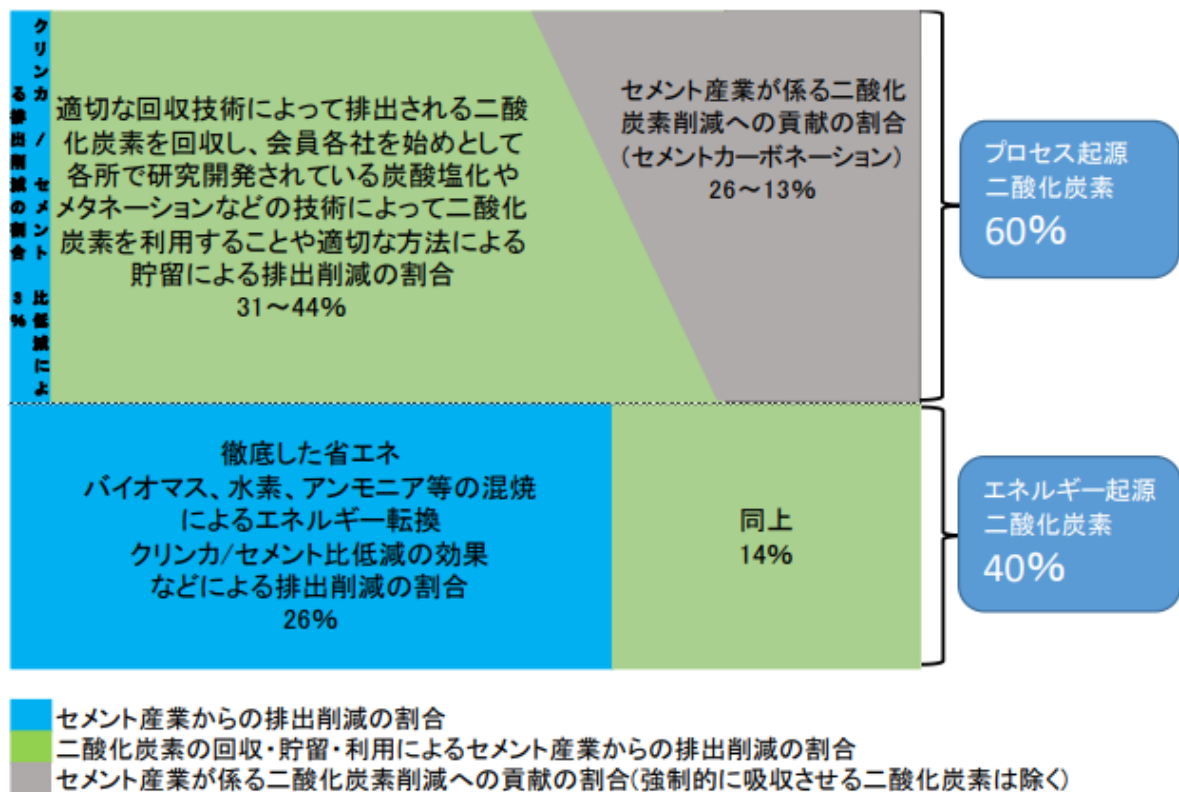 クリンカ / セメント 比低減によ
る排出削減の割合 3%
適切な回収技術によって排出される二酸
化炭素を回収し、会員各社を始めとして
各所で研究開発されている炭酸塩化や
メタネーションなどの技術によって二酸化
炭素を利用することや適切な方法による
貯留による排出削減の割合
31～44%
セメント産業が係る二酸化
炭素削減への貢献の割合
(セメントカーボネーション)
26～13%
プロセス起源
二酸化炭素
60%
徹底した省エネ
バイオマス、水素、アンモニア等の混焼
によるエネルギー転換
クリンカ/セメント比低減の効果
などによる排出削減の割合
26%
同上
14%
エネルギー起源
二酸化炭素
40%
セメント産業からの排出削減の割合
二酸化炭素の回収・貯留・利用によるセメント産業からの排出削減の割合
セメント産業が係る二酸化炭素削減への貢献の割合(強制的に吸収させる二酸化炭素は除く)